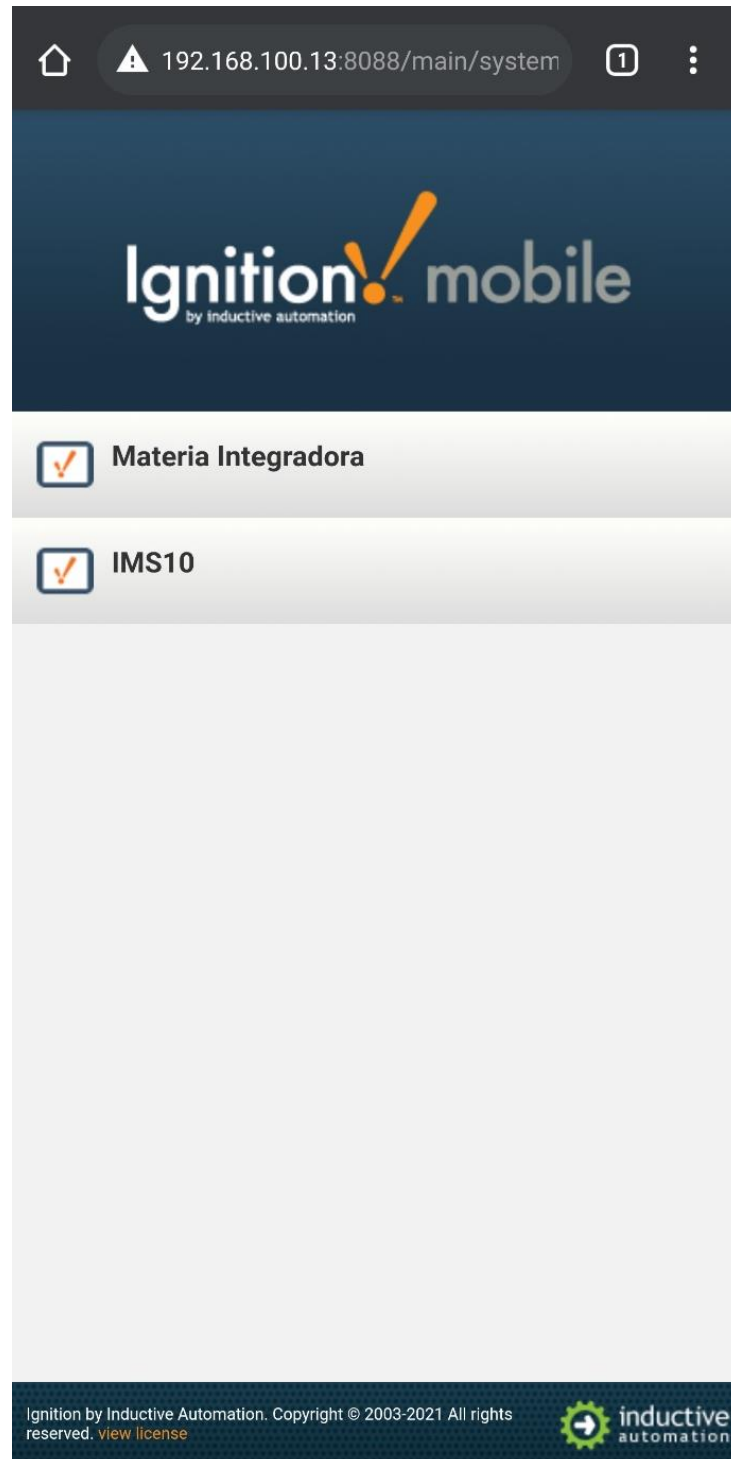 192.168.100.13:8088/main/system
1
Ignition! mobile
by inductive automation
TM
Materia Integradora
IMS10
Ignition by Inductive Automation. Copyright © 2003-2021 All rights
reserved. view license
inductive
automation